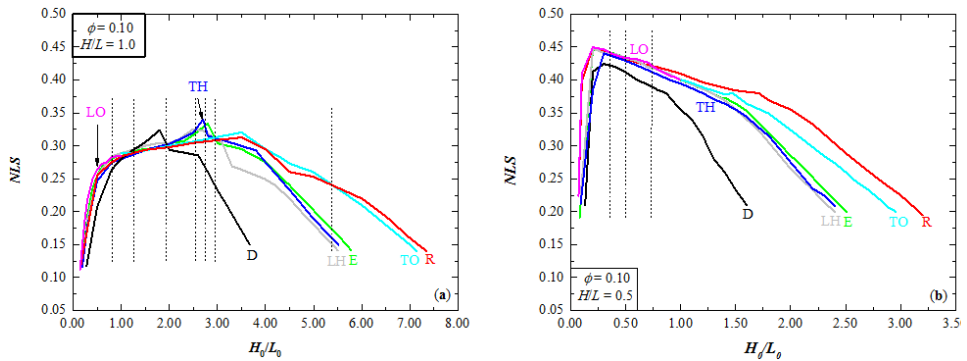 0.50
0.45
0.40
0.35
0.30
0.25
0.20
0.15
0.10
0.05
NLS
ϕ = 0.10
H/L = 1.0
LO
TH
D
LH
E
TO
R
(a)
0.00 1.00 2.00 3.00 4.00 5.00 6.00 7.00 8.00
H₀/L₀
0.50
0.45
0.40
0.35
0.30
0.25
0.20
0.15
0.10
0.05
NLS
LO
TH
D
LH
E
TO
R
ϕ = 0.10
H/L = 0.5
(b)
0.00 0.50 1.00 1.50 2.00 2.50 3.00 3.5
H₀/L₀